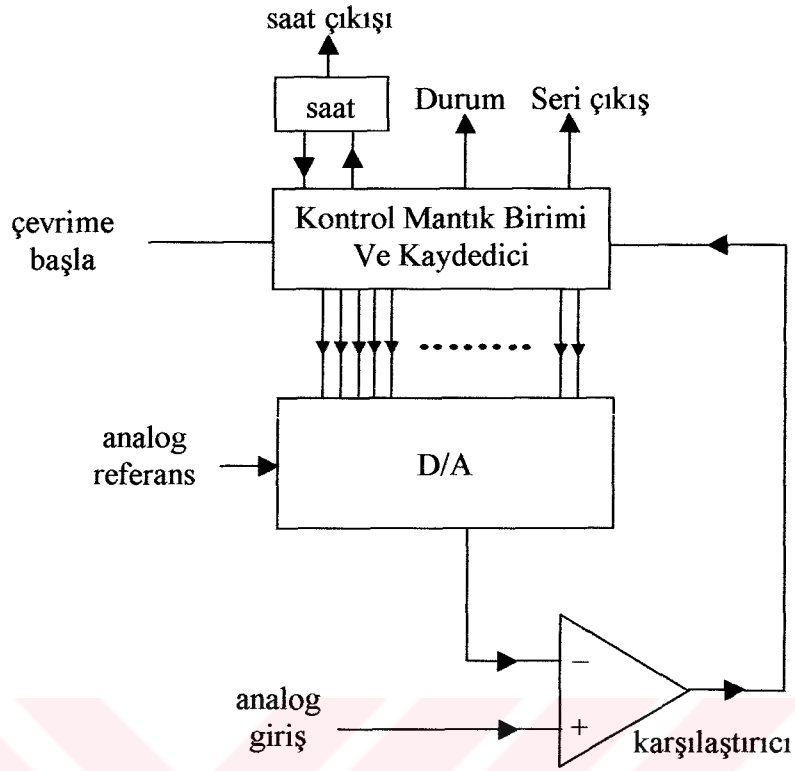 saat çıkışı
saat
Durum
Seri çıkış
çevrime
başla
Kontrol Mantık Birimi
Ve Kaydedici
analog
referans
D/A
−
analog
giriş
+
karşılaştırıcı